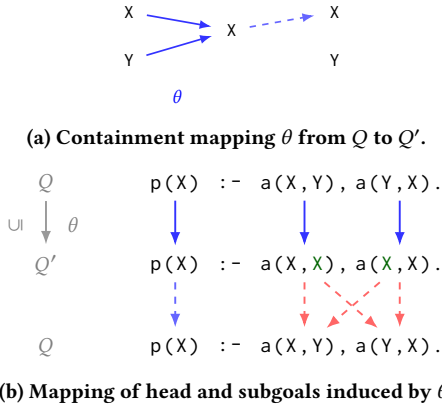 X X
X
Y Y
θ
(a) Containment mapping θ from Q to Q′.
Q p(X) :- a(X,Y), a(Y,X).
⊆ θ
Q′ p(X) :- a(X,X), a(X,X).
Q p(X) :- a(X,Y), a(Y,X).
(b) Mapping of head and subgoals induced by θ